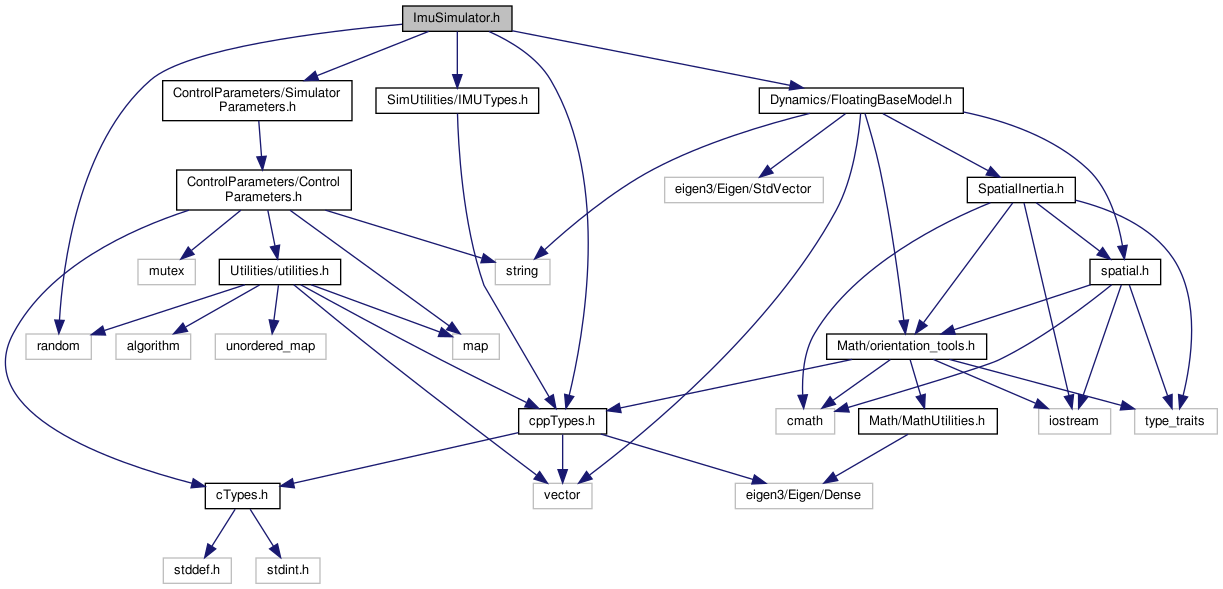 ImuSimulator.h
ControlParameters/Simulator
Parameters.h
SimUtilities/IMUTypes.h
Dynamics/FloatingBaseModel.h
ControlParameters/Control
Parameters.h
eigen3/Eigen/StdVector
SpatialInertia.h
mutex
Utilities/utilities.h
string
spatial.h
random
algorithm
unordered_map
map
Math/orientation_tools.h
cppTypes.h
cmath
Math/MathUtilities.h
iostream
type_traits
cTypes.h
vector
eigen3/Eigen/Dense
stddef.h
stdint.h